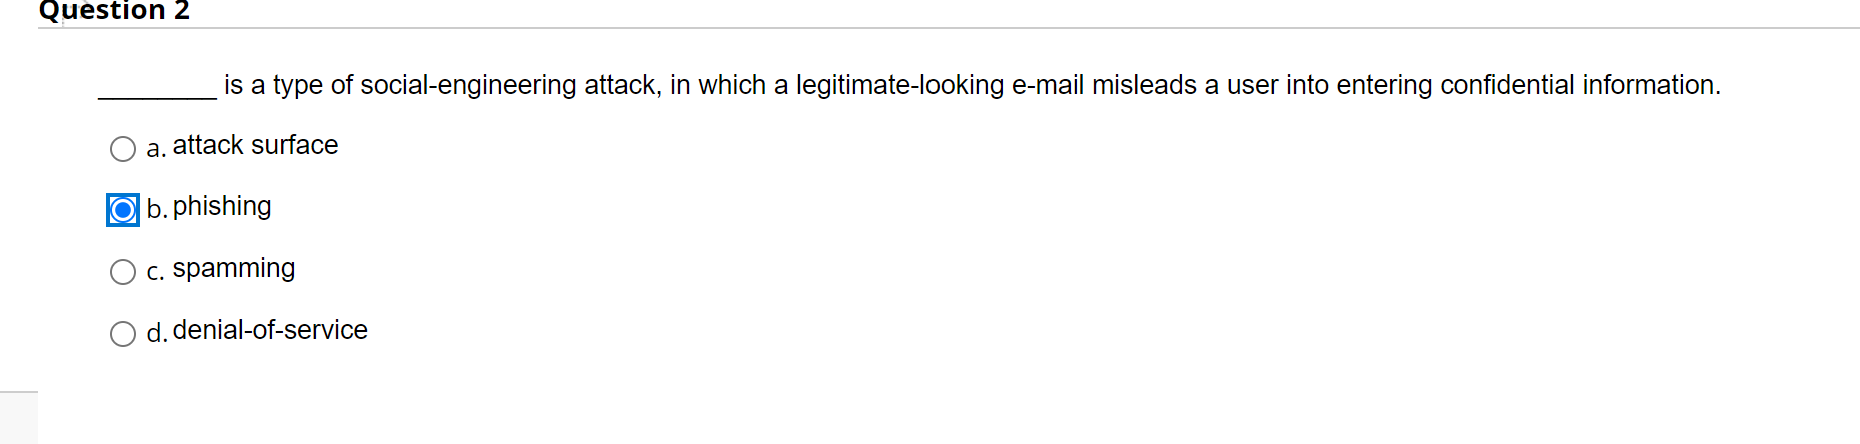 Question 2
________ is a type of social-engineering attack, in which a legitimate-looking e-mail misleads a user into entering confidential information.
a. attack surface
b. phishing
c. spamming
d. denial-of-service